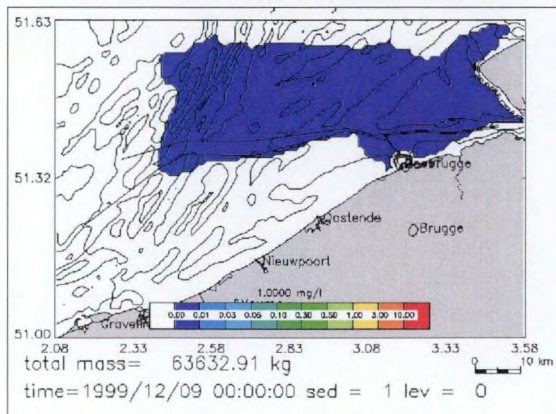 51.63
51.32
51.00
Zeebrugge
Oostende
Brugge
Nieuwpoort
1.0000 mg/l
0.00 0.01 0.03 0.05 0.10 0.30 0.50 1.00 3.00 10.00
2.08 2.33 2.58 2.83 3.08 3.33 3.58
total mass= 63632.91 kg
0 10 km
time=1999/12/09 00:00:00 sed = 1 lev = 0